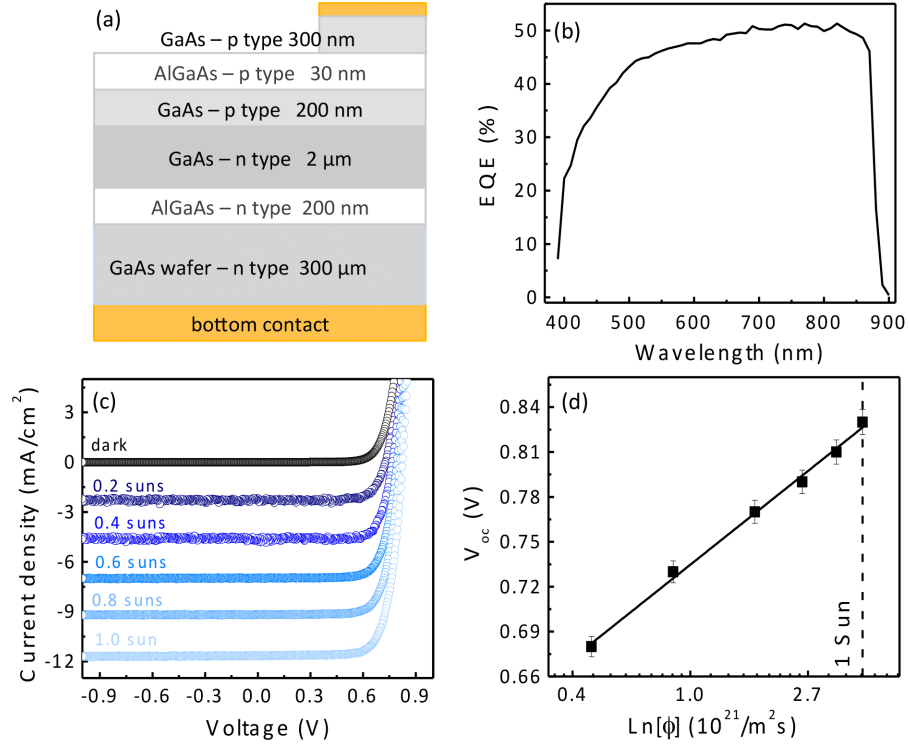 (a)
GaAs – p type 300 nm
AlGaAs – p type 30 nm
GaAs – p type 200 nm
GaAs – n type 2 µm
AlGaAs – n type 200 nm
GaAs wafer – n type 300 µm
bottom contact
(b)
EQE (%)
60
50
40
30
20
10
0
400 500 600 700 800 900
Wavelength (nm)
(c)
Current density (mA/cm²)
3
0
-3
-6
-9
-12
dark
0.2 suns
0.4 suns
0.6 suns
0.8 suns
1.0 sun
-0.9 -0.6 -0.3 0.0 0.3 0.6 0.9
Voltage (V)
(d)
V_oc (V)
0.84
0.81
0.78
0.75
0.72
0.69
0.66
1 Sun
0.4 1.0 2.7
Ln[ϕ] (10²¹/m²s)